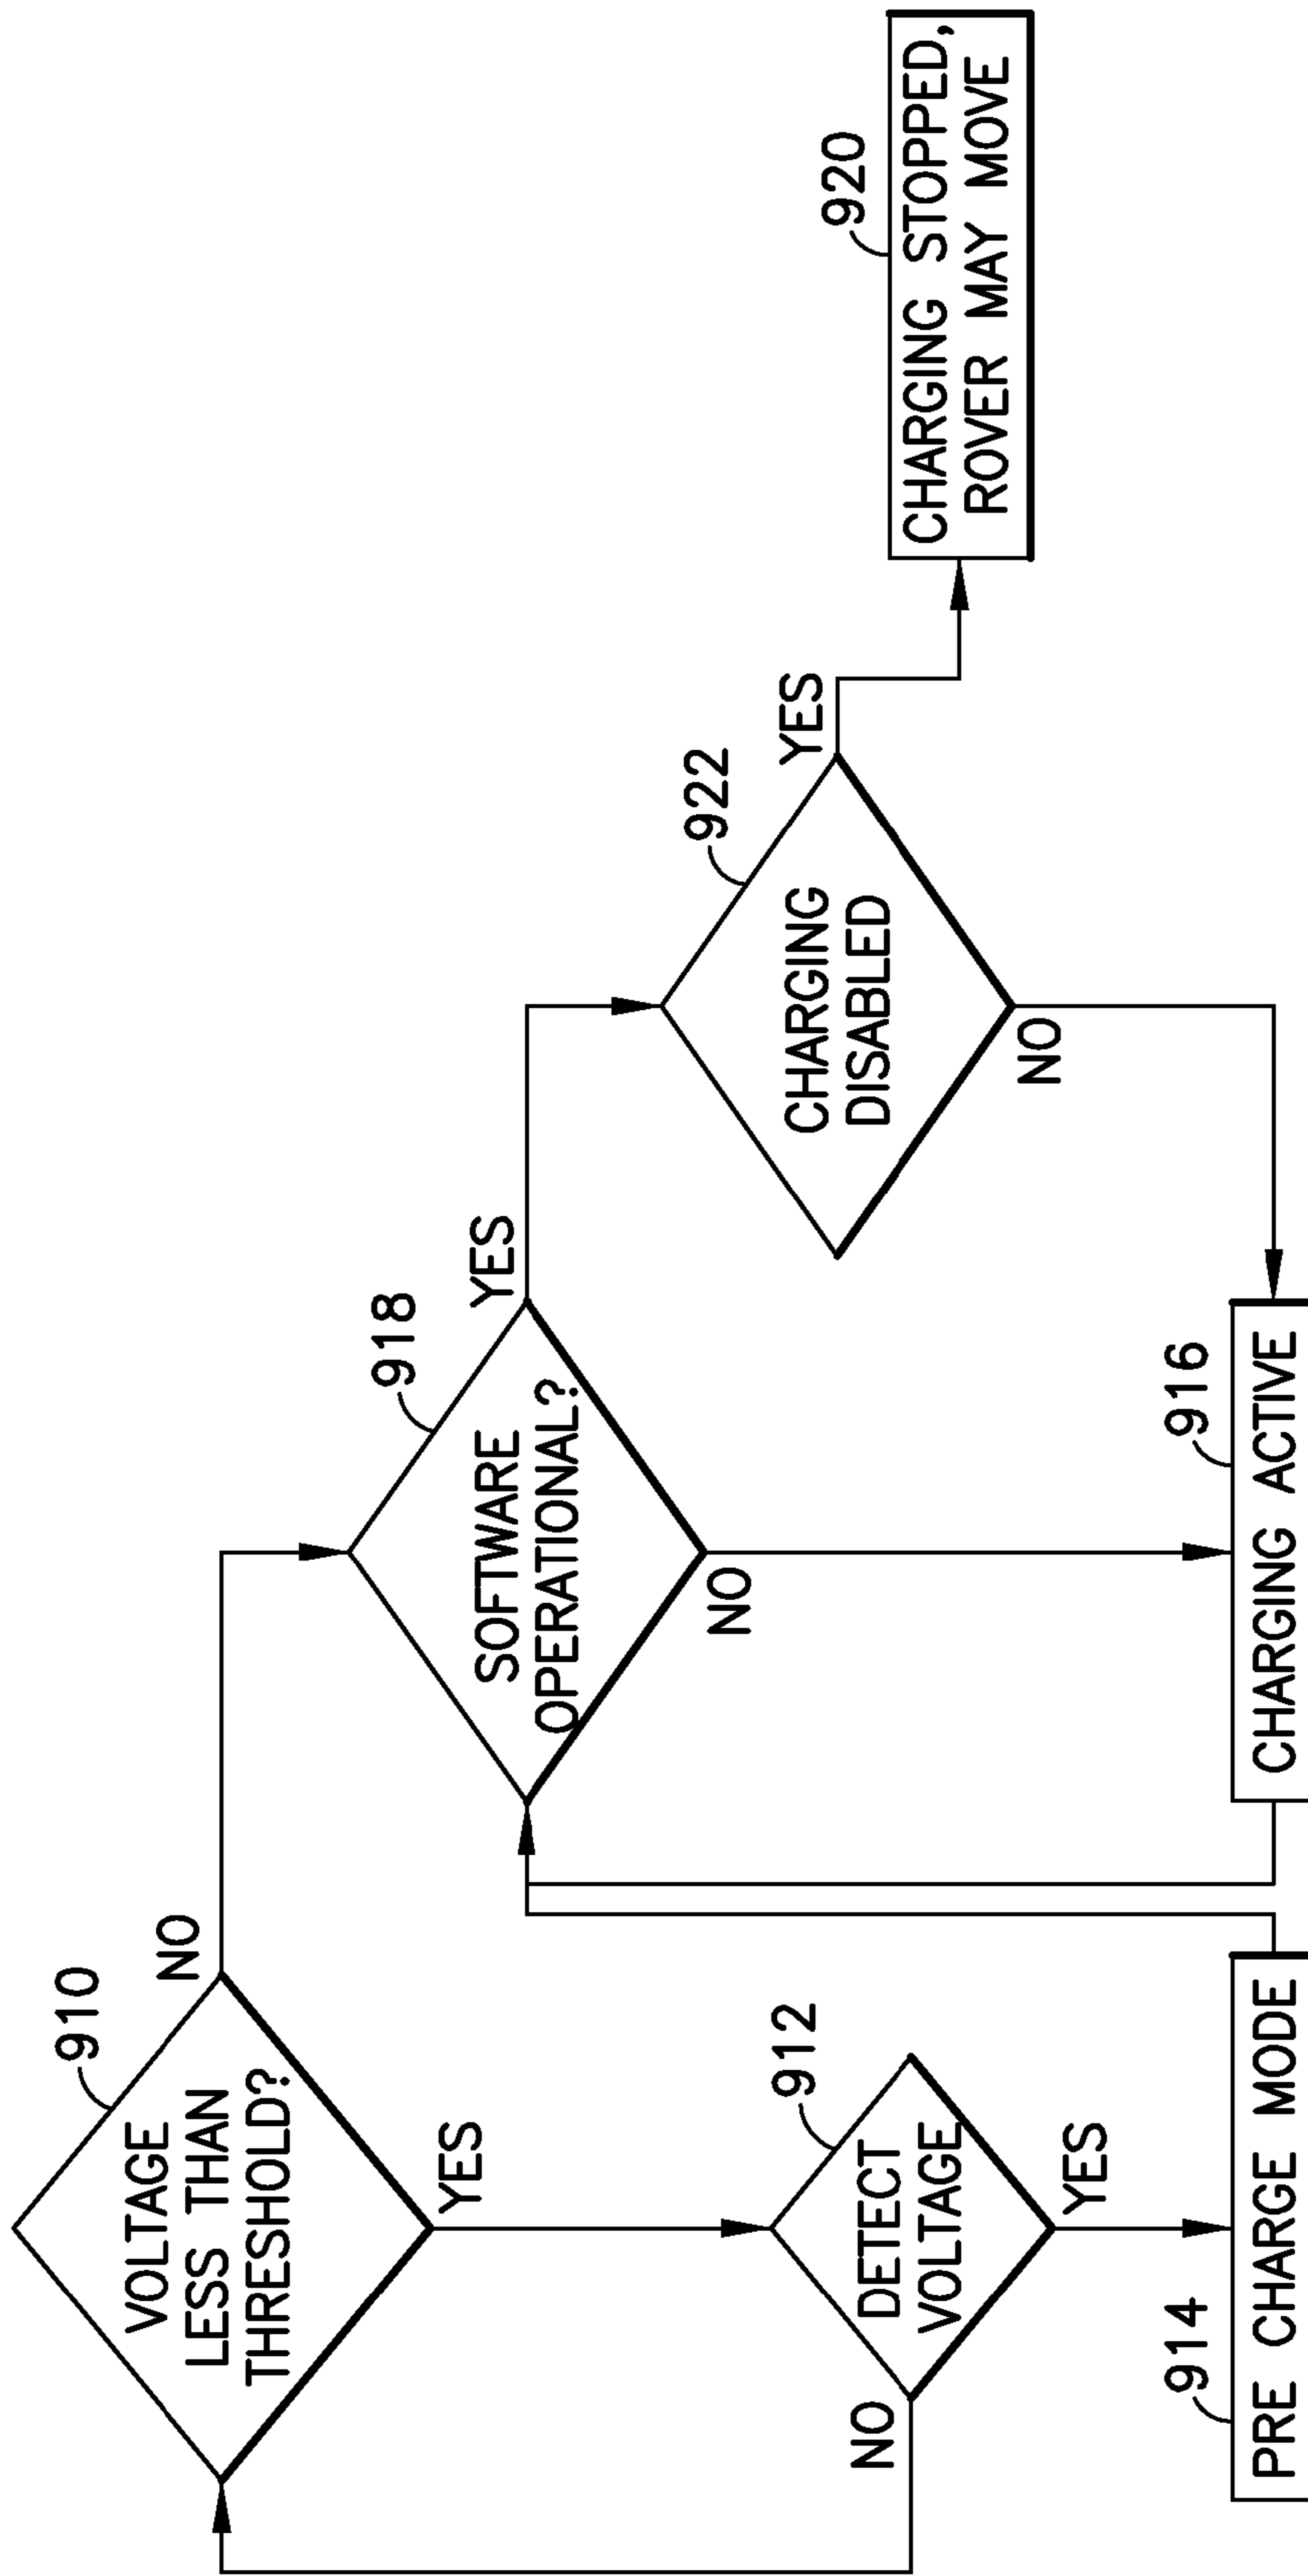 910
VOLTAGE
LESS THAN
THRESHOLD?
NO
YES
912
DETECT
VOLTAGE
NO
YES
914
PRE CHARGE MODE
918
SOFTWARE
OPERATIONAL?
YES
NO
916
CHARGING ACTIVE
922
CHARGING
DISABLED
YES
NO
920
CHARGING STOPPED,
ROVER MAY MOVE